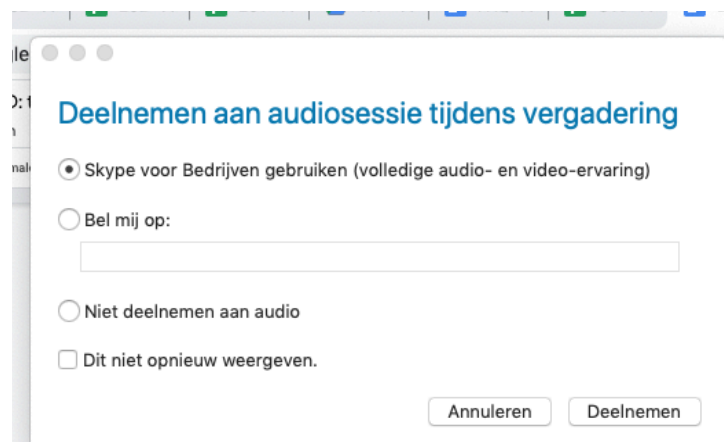 Deelnemen aan audiosessie tijdens vergadering
Skype voor Bedrijven gebruiken (volledige audio- en video-ervaring)
Bel mij op:
Niet deelnemen aan audio
Dit niet opnieuw weergeven.
Annuleren Deelnemen